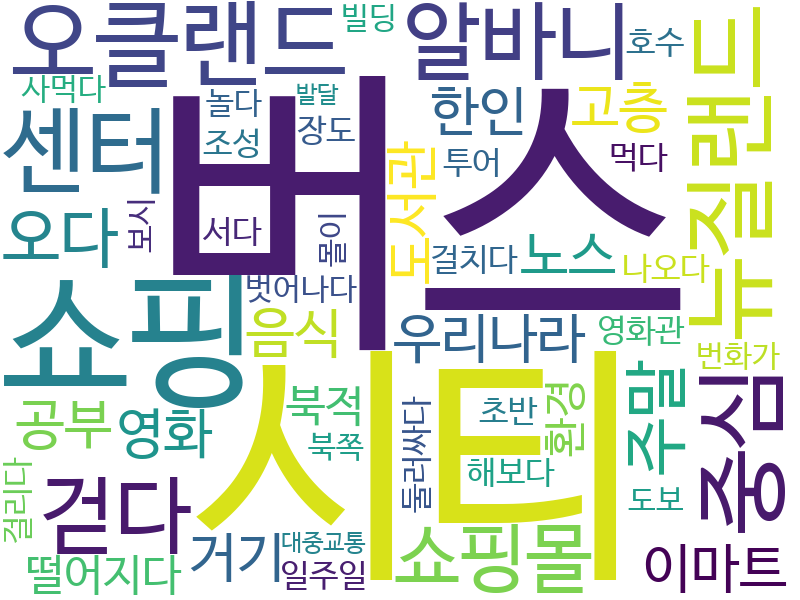 오클랜드
빌딩
알바니
호수
뉴질랜드
사먹다
놀다
발달
한인
고층
센터
조성
장도
버스
도서관
투어
먹다
오다
보시
서다
몰이
걸치다
노스
나오다
쇼핑
벗어나다
음식
우리나라
영화관
번화가
시티
공부
영화
북적
북쪽
둘러싸다
초반
환경
주말
중심
걸리다
걷다
해보다
도보
떨어지다
거기
대중교통
일주일
쇼핑몰
이마트